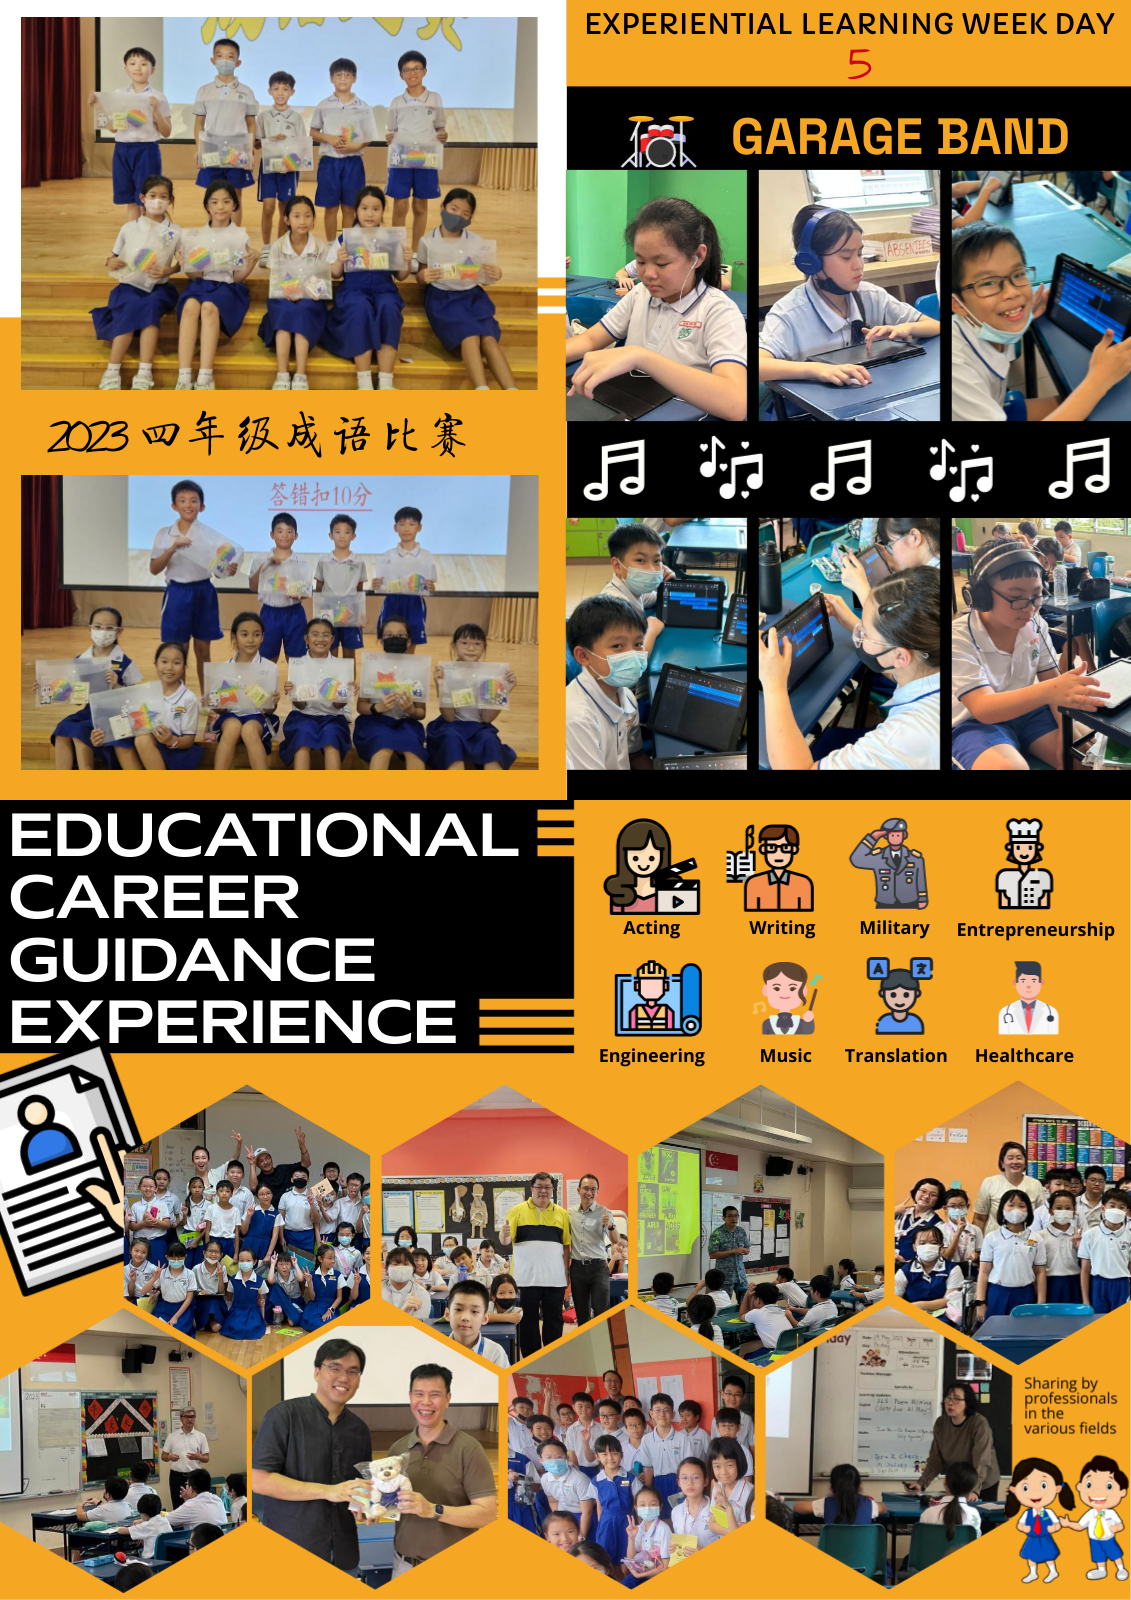 EXPERIENTIAL LEARNING WEEK DAY
5
GARAGE BAND
ABSENTEES
2023 四年级成语比赛
答错扣10分
EDUCATIONAL
CAREER
GUIDANCE
EXPERIENCE
Acting
Writing
Military
Entrepreneurship
A 文
Engineering
Music
Translation
Healthcare
Sharing by
professionals
in the
various fields